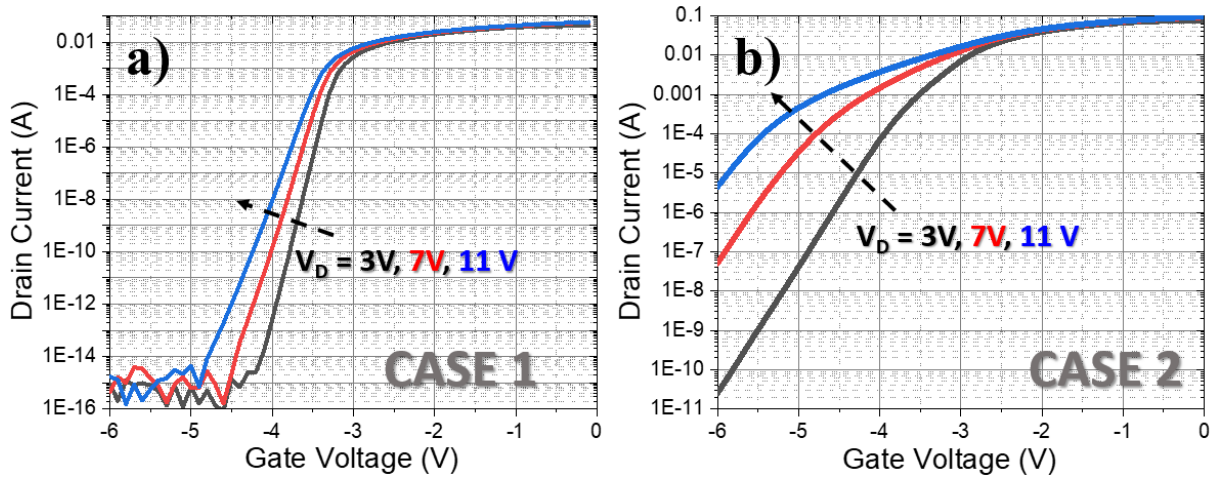 a)
0.01
1E-4
1E-6
1E-8
1E-10
1E-12
1E-14
1E-16
Drain Current (A)
V_D = 3V, 7V, 11 V
CASE 1
-6
-5
-4
-3
-2
-1
0
Gate Voltage (V)
b)
0.1
0.01
0.001
1E-4
1E-5
1E-6
1E-7
1E-8
1E-9
1E-10
1E-11
Drain Current (A)
V_D = 3V, 7V, 11 V
CASE 2
-6
-5
-4
-3
-2
-1
0
Gate Voltage (V)